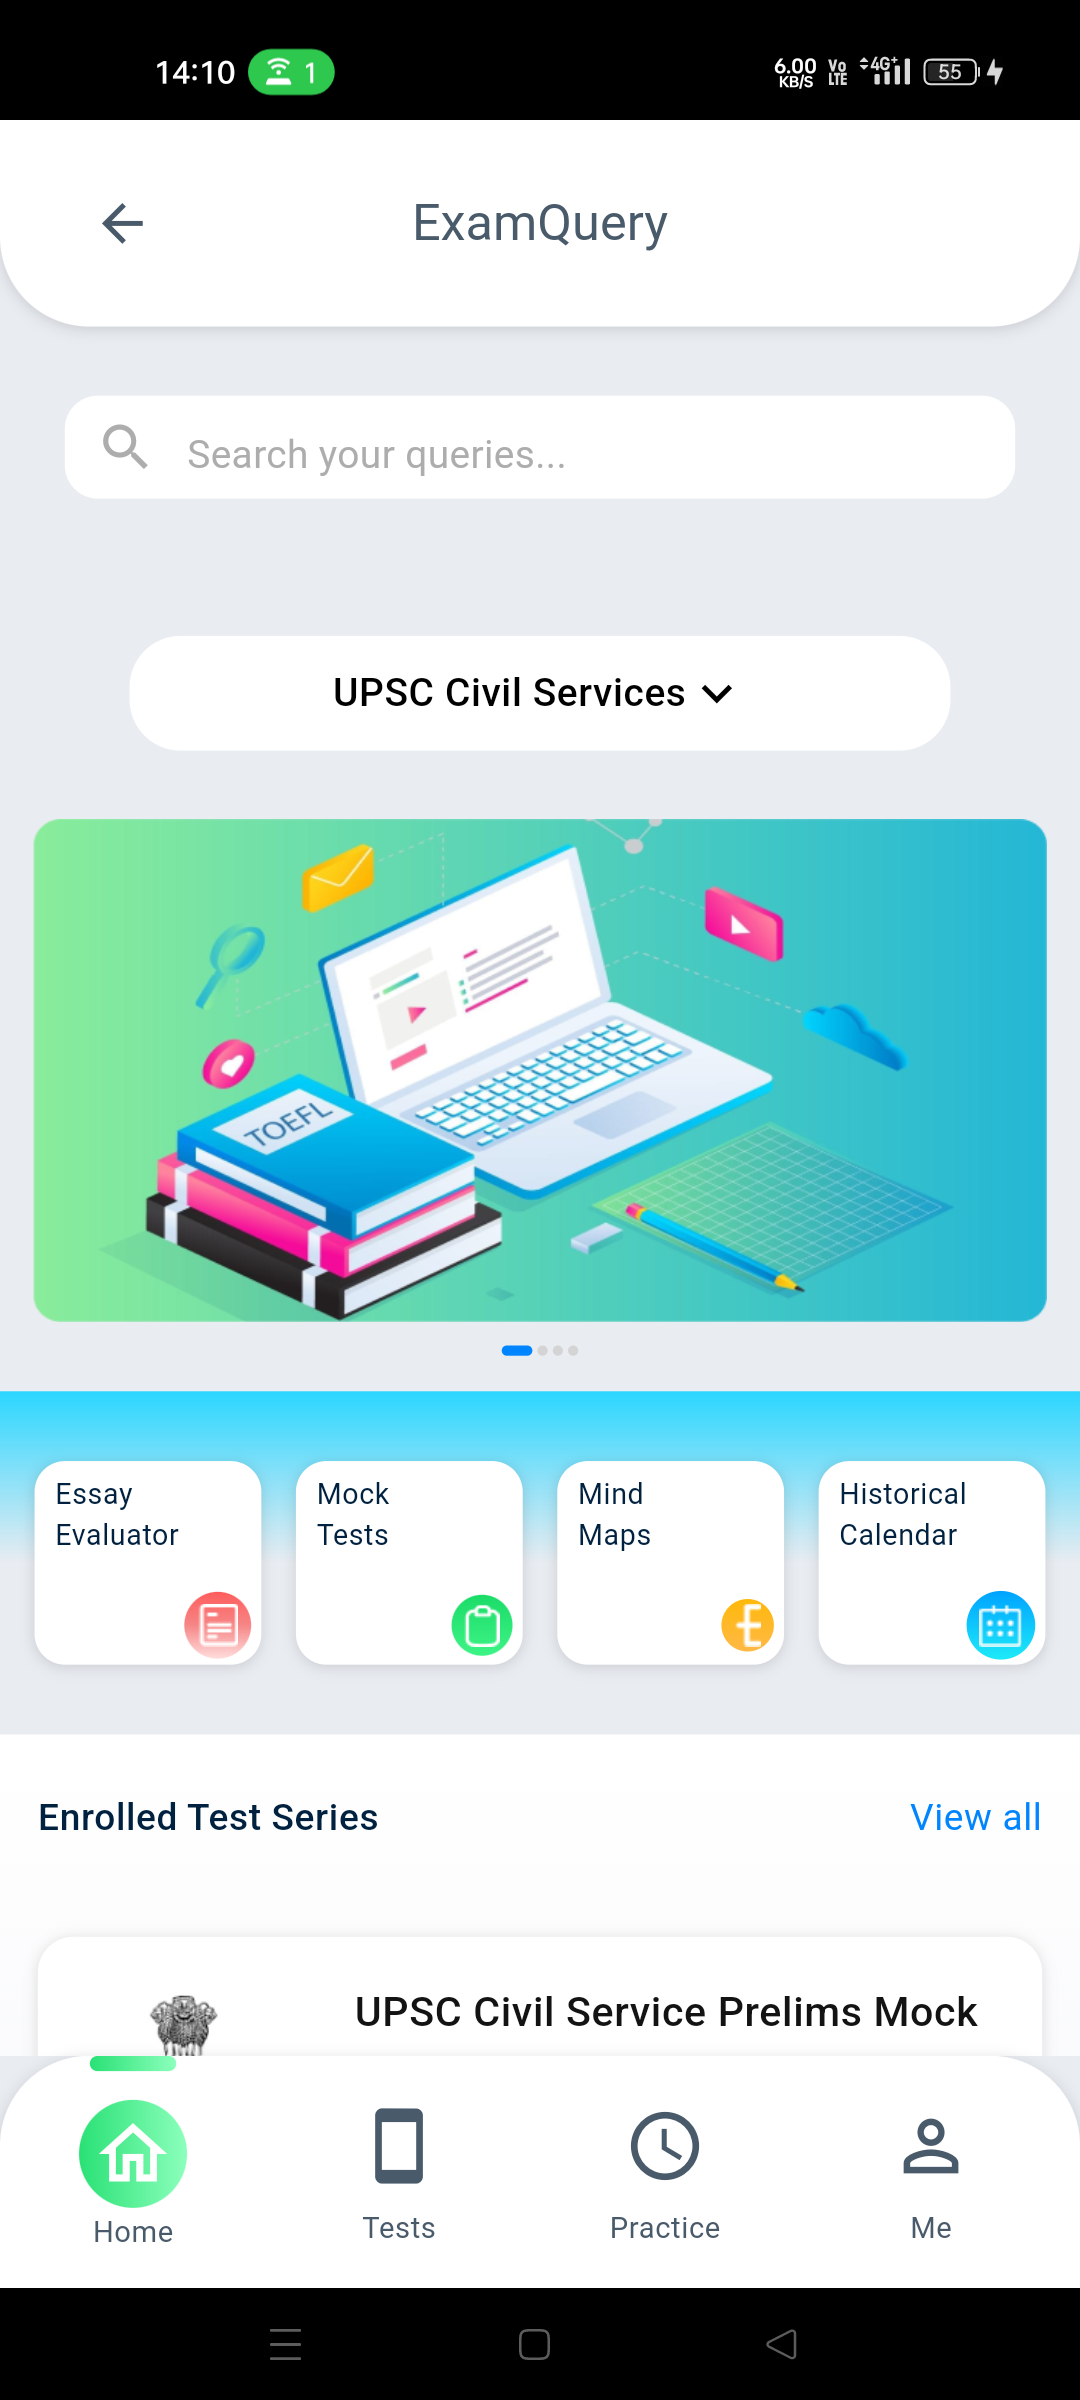 14:10 1 6.00 KB/S Vo LTE 4G+ 55
ExamQuery
Search your queries...
UPSC Civil Services
TOEFL
Essay Evaluator
Mock Tests
Mind Maps
Historical Calendar
Enrolled Test Series View all
UPSC Civil Service Prelims Mock
Home Tests Practice Me